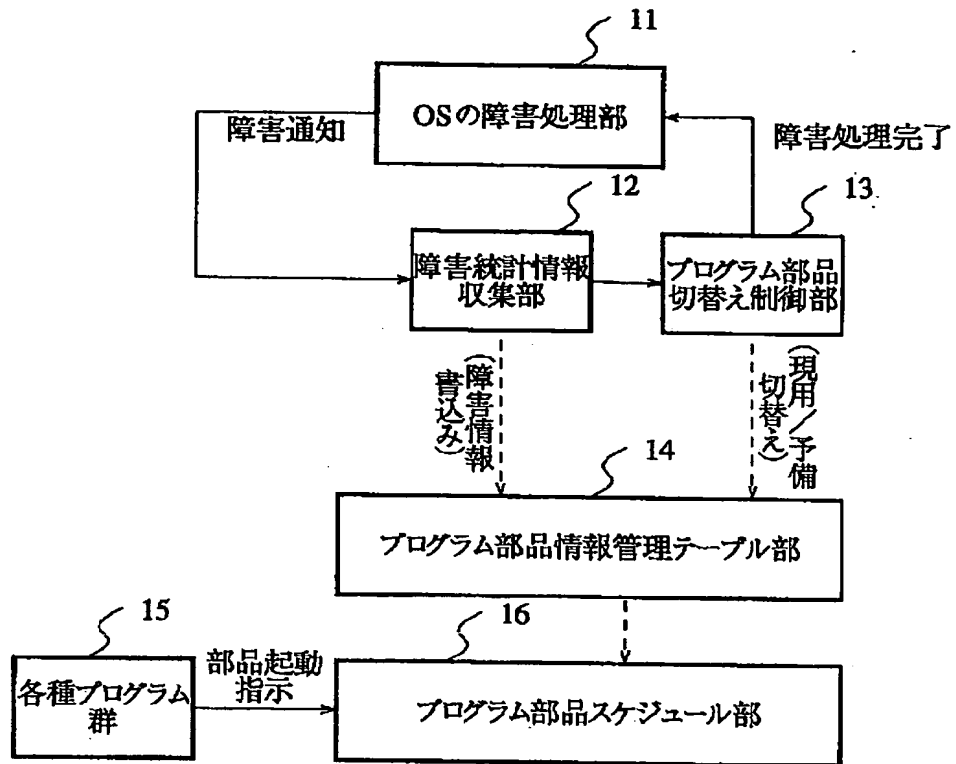 11
OSの障害処理部
障害通知
障害処理完了
12
13
障害統計情報
収集部
プログラム部品
切替え制御部
(障害情報
書込み)
(現用/予備
切替え)
14
プログラム部品情報管理テーブル部
15
16
各種プログラム
群
部品起動
指示
プログラム部品スケジュール部